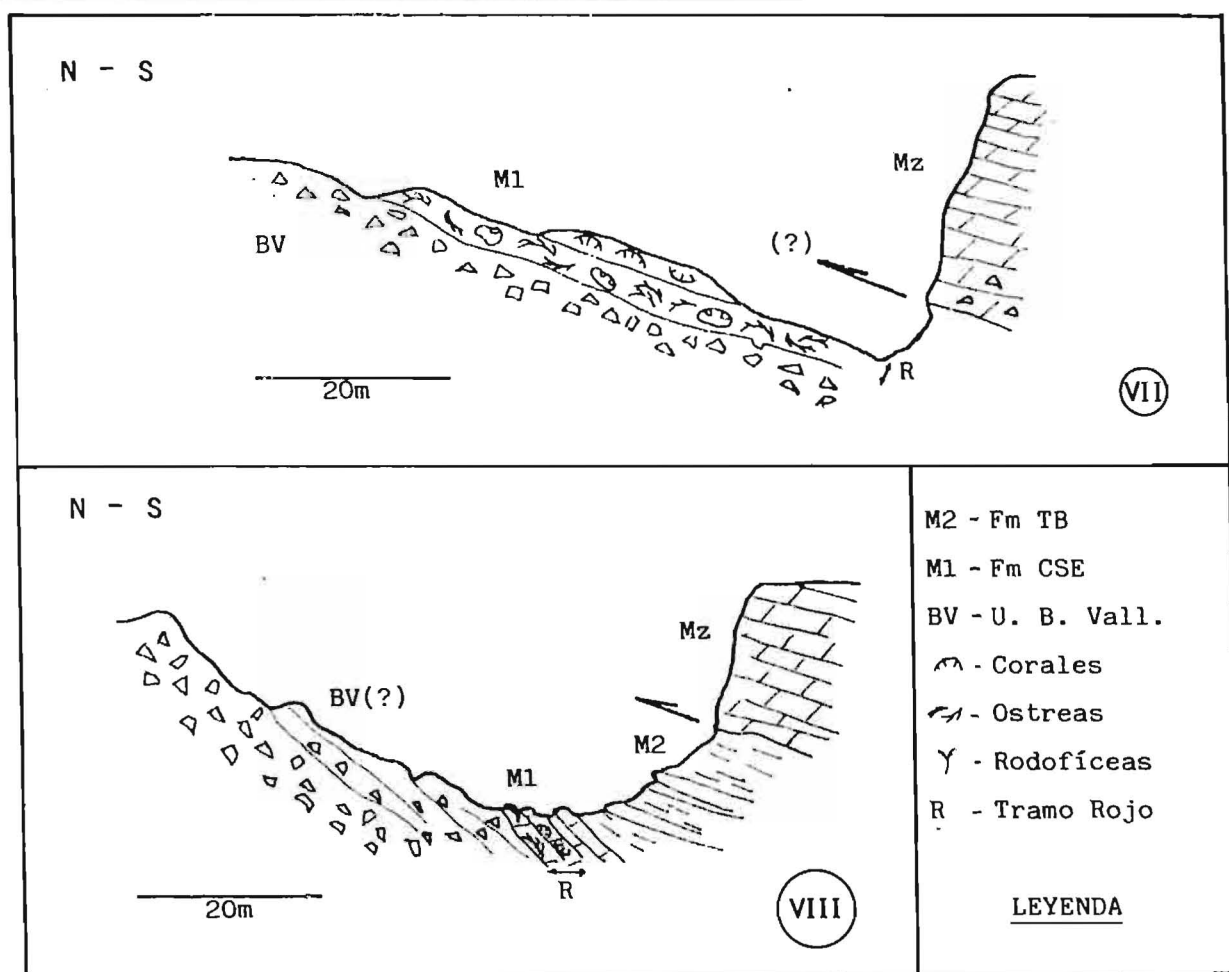 N - S
M1
Mz
BV
(?)
R
20m
VII
N - S
Mz
BV(?)
M2
M1
R
20m
VIII
M2 - Fm TB
M1 - Fm CSE
BV - U. B. Vall.
- Corales
- Ostreas
- Rodofíceas
R - Tramo Rojo
LEYENDA